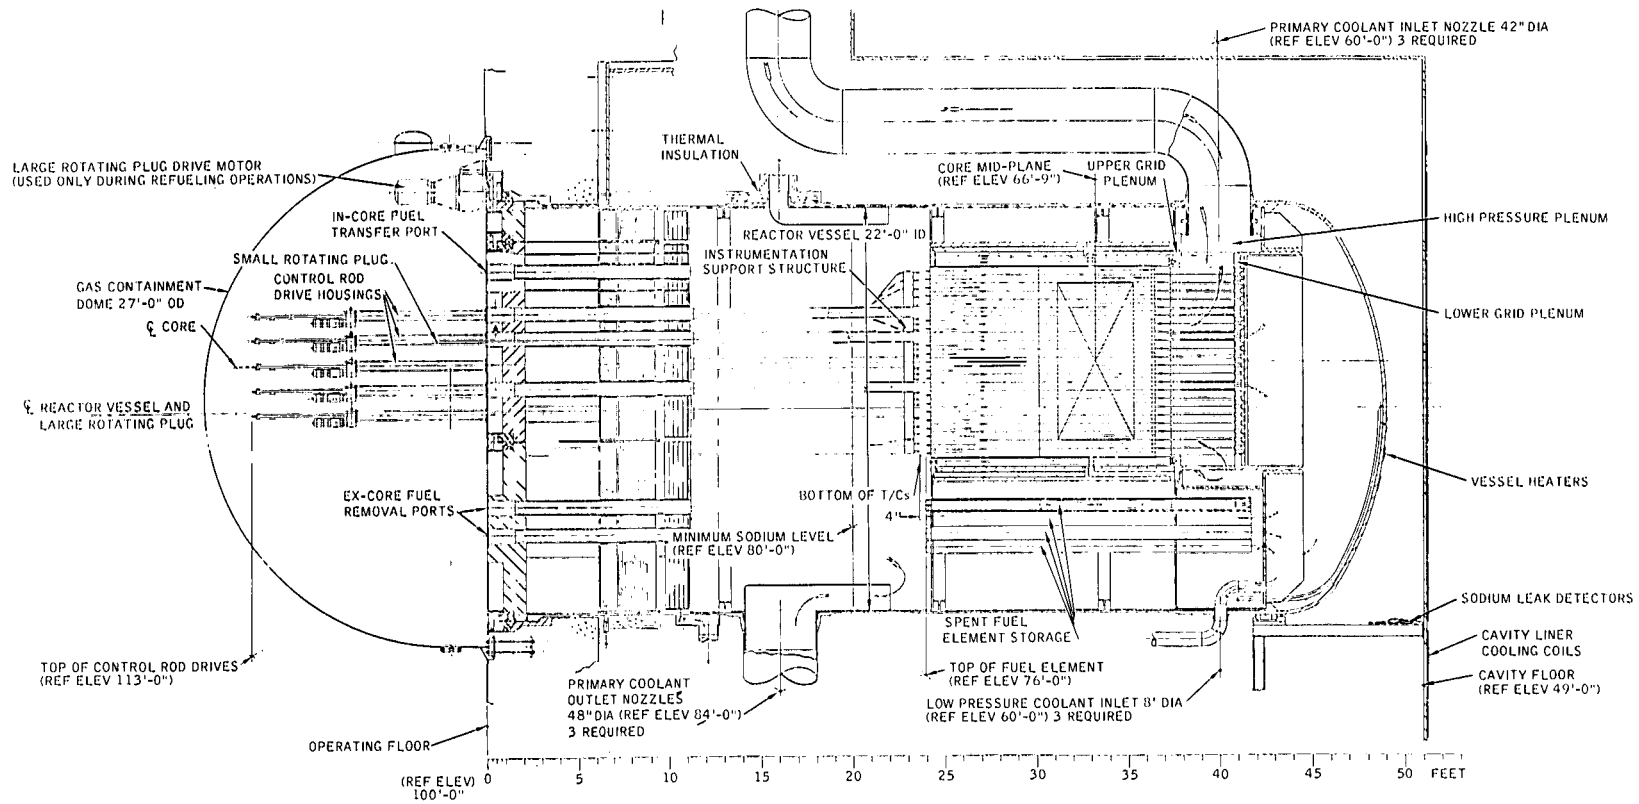 PRIMARY COOLANT INLET NOZZLE 42" DIA
(REF ELEV 60'-0") 3 REQUIRED
THERMAL
INSULATION
LARGE ROTATING PLUG DRIVE MOTOR
(USED ONLY DURING REFUELING OPERATIONS)
CORE MID-PLANE
(REF ELEV 66'-9")
UPPER GRID
PLENUM
IN-CORE FUEL
TRANSFER PORT
HIGH PRESSURE PLENUM
REACTOR VESSEL 22'-0" ID
INSTRUMENTATION
SUPPORT STRUCTURE
SMALL ROTATING PLUG
CONTROL ROD
DRIVE HOUSINGS
GAS CONTAINMENT
DOME 27'-0" OD
LOWER GRID PLENUM
℄ CORE
℄ REACTOR VESSEL AND
LARGE ROTATING PLUG
VESSEL HEATERS
EX-CORE FUEL
REMOVAL PORTS
BOTTOM OF T/Cs
4"
MINIMUM SODIUM LEVEL
(REF ELEV 80'-0")
SODIUM LEAK DETECTORS
SPENT FUEL
ELEMENT STORAGE
CAVITY LINER
COOLING COILS
TOP OF CONTROL ROD DRIVES
(REF ELEV 113'-0")
TOP OF FUEL ELEMENT
(REF ELEV 76'-0")
CAVITY FLOOR
(REF ELEV 49'-0")
PRIMARY COOLANT
OUTLET NOZZLES
48" DIA (REF ELEV 84'-0")
3 REQUIRED
LOW PRESSURE COOLANT INLET 8' DIA
(REF ELEV 60'-0") 3 REQUIRED
OPERATING FLOOR
(REF ELEV) 0 5 10 15 20 25 30 35 40 45 50 FEET
100'-0"